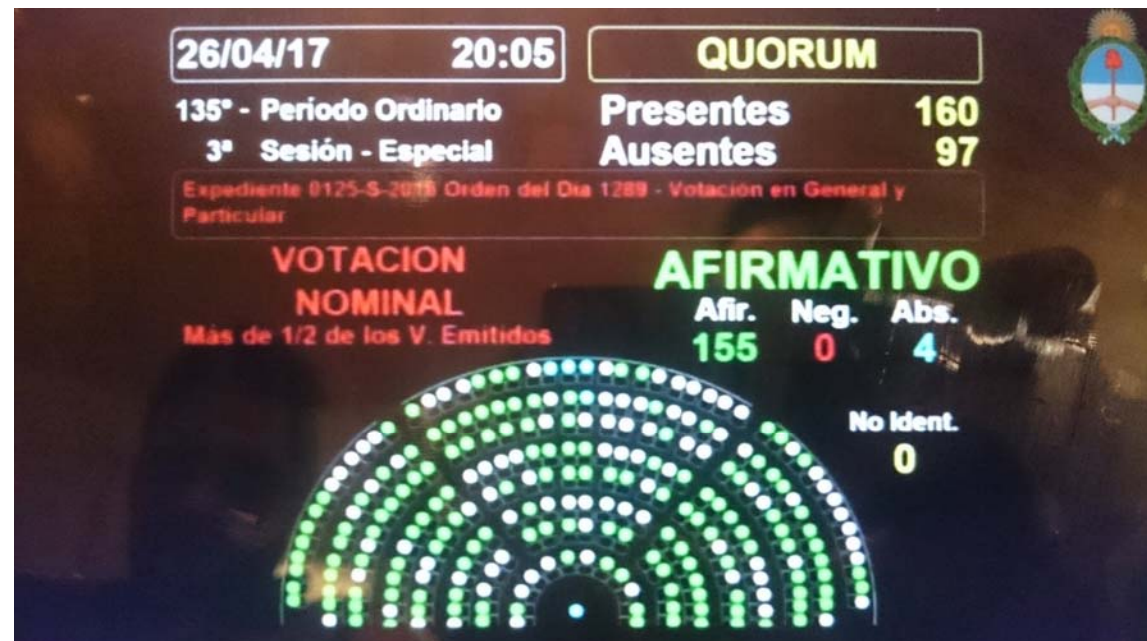 26/04/17 20:05
QUORUM
135° - Período Ordinario
Presentes 160
3ª Sesión - Especial
Ausentes 97
Expediente 0125-S-2016 Orden del Dia 1289 - Votación en General y
Particular
VOTACION
NOMINAL
Más de 1/2 de los V. Emitidos
AFIRMATIVO
Afir. Neg. Abs.
155 0 4
No Ident.
0